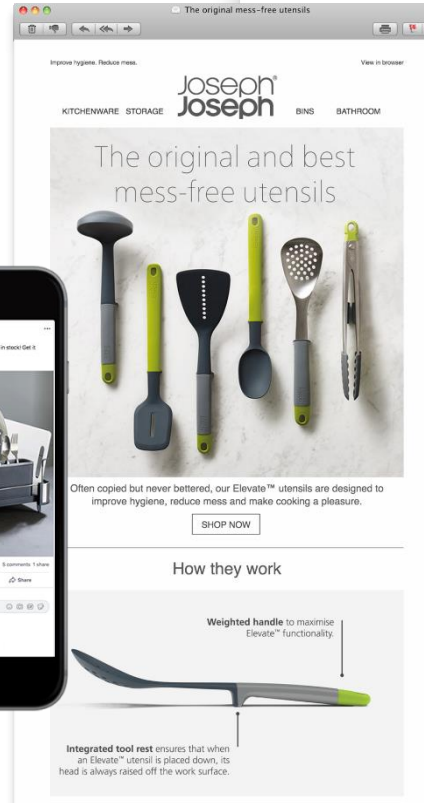 The original mess-free utensils
Improve hygiene. Reduce mess.
View in browser
Joseph®
Joseph
KITCHENWARE STORAGE
BINS BATHROOM
The original and best
mess-free utensils
in stock! Get it
5 comments 1 share
Share
Often copied but never bettered, our Elevate™ utensils are designed to
improve hygiene, reduce mess and make cooking a pleasure.
SHOP NOW
How they work
Weighted handle to maximise
Elevate™ functionality.
Integrated tool rest ensures that when
an Elevate™ utensil is placed down, its
head is always raised off the work surface.